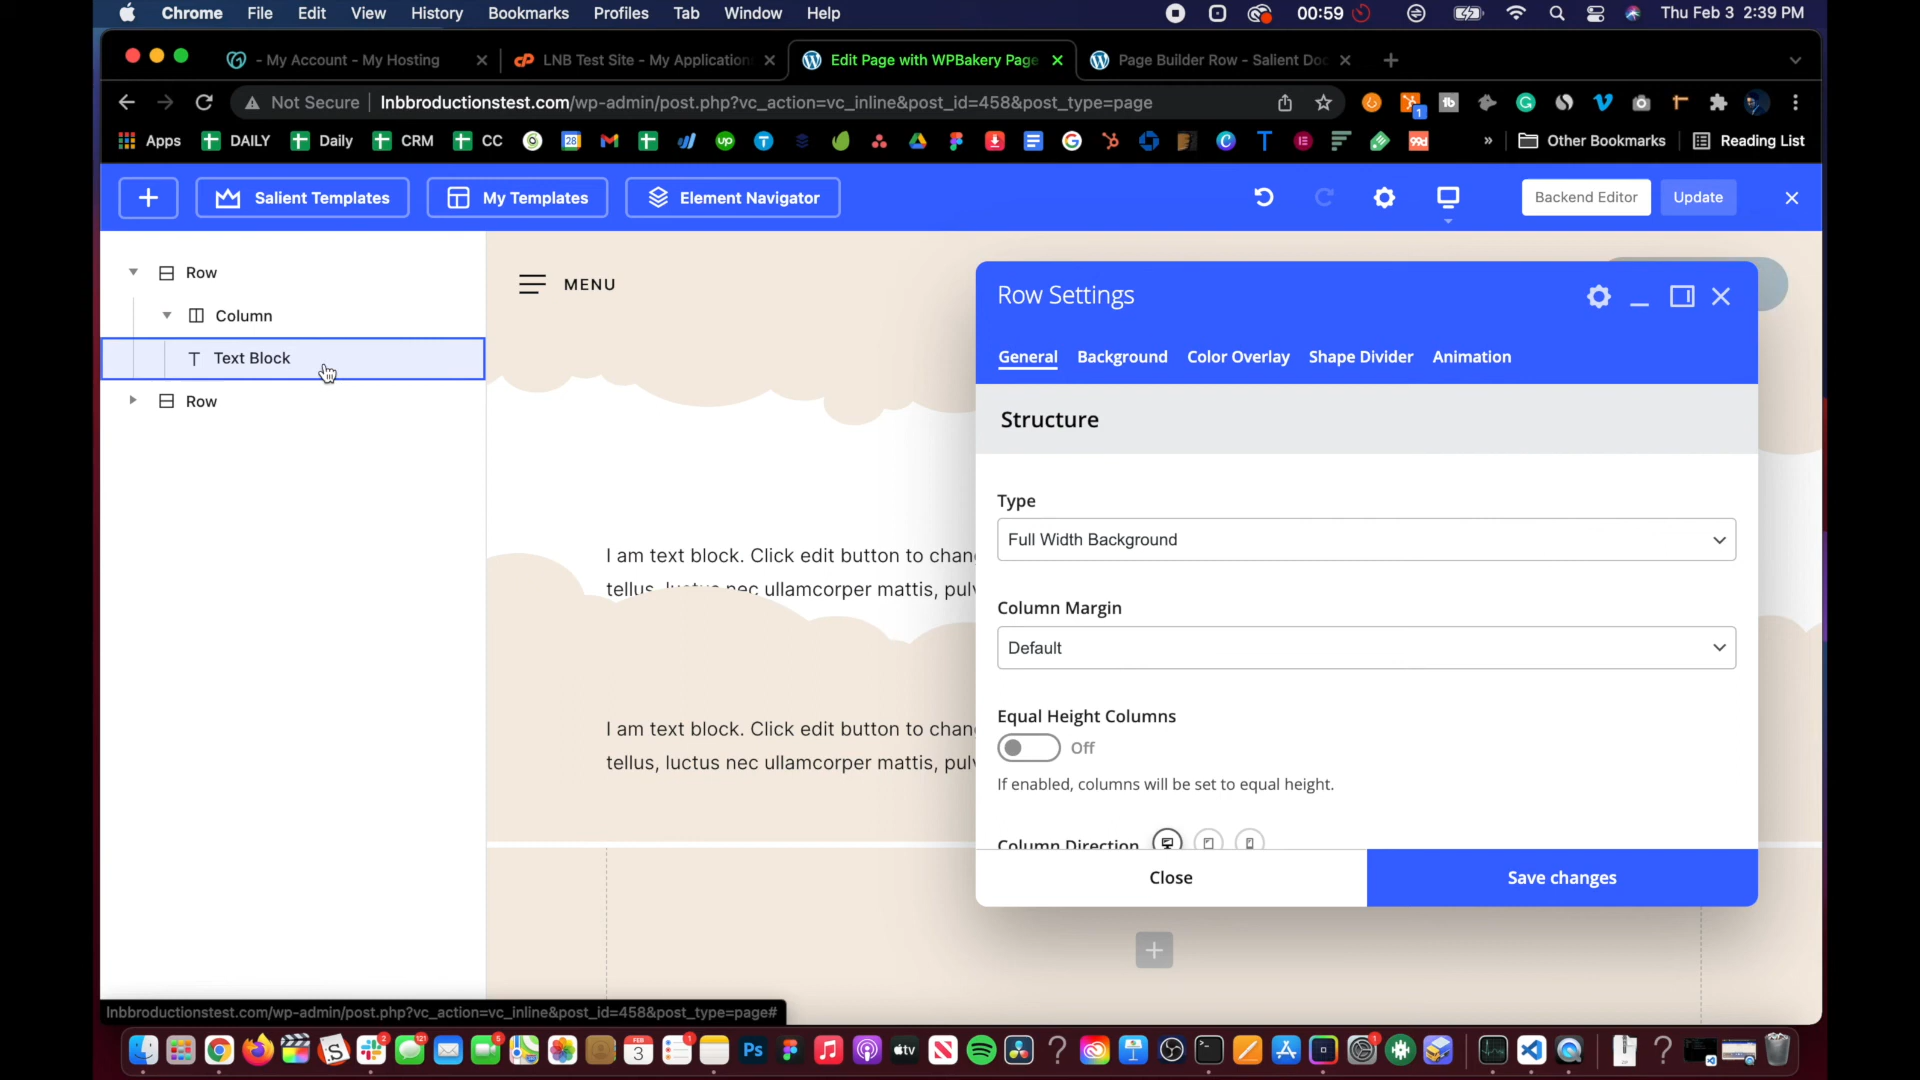 Chrome File Edit View History Bookmarks Profiles Tab Window Help 00:59 Thu Feb 3 2:39 PM
- My Account - My Hosting LNB Test Site - My Application Edit Page with WPBakery Page Page Builder Row - Salient Doc
Not Secure lnbbroductionstest.com/wp-admin/post.php?vc_action=vc_inline&post_id=458&post_type=page
Apps DAILY Daily CRM CC Other Bookmarks Reading List
Salient Templates My Templates Element Navigator Backend Editor Update
Row
Column
Text Block
Row
MENU
Row Settings
General Background Color Overlay Shape Divider Animation
Structure
Type
Full Width Background
Column Margin
Default
Equal Height Columns
Off
If enabled, columns will be set to equal height.
Column Direction
Close Save changes
I am text block. Click edit button to chan
tellus, luctus nec ullamcorper mattis, pulv
I am text block. Click edit button to chan
tellus, luctus nec ullamcorper mattis, pulv
lnbbroductionstest.com/wp-admin/post.php?vc_action=vc_inline&post_id=458&post_type=page#